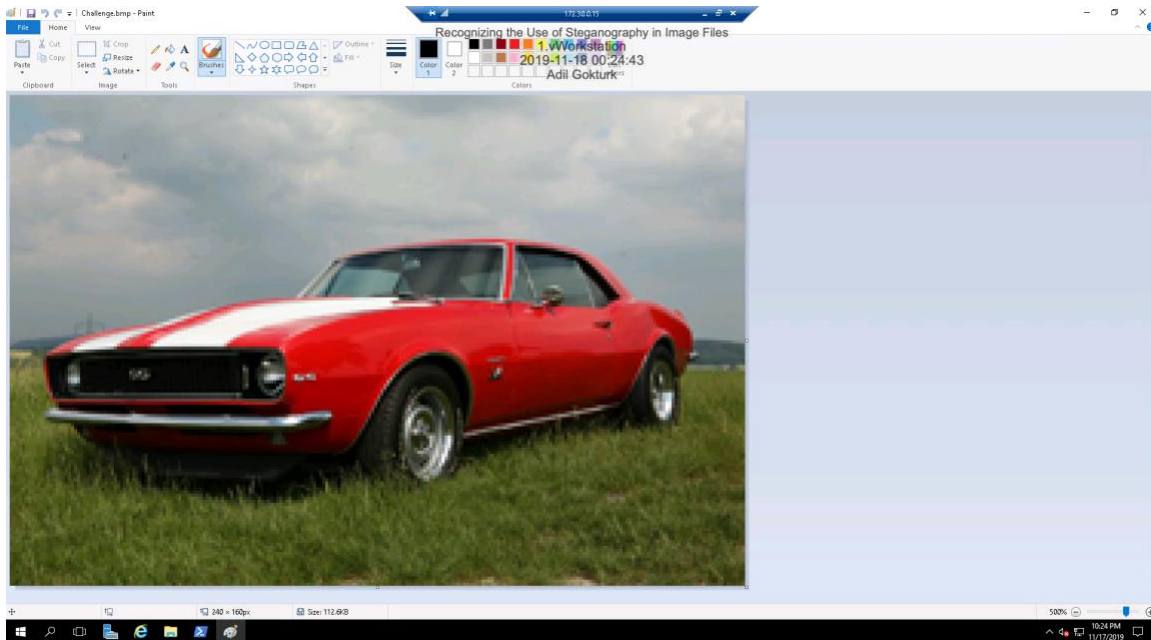 Challenge.bmp - Paint
172.30.0.15
File Home View
Recognizing the Use of Steganography in Image Files
1.vWorkstation
2019-11-18 00:24:43
Adil Gokturk
Paste
Cut
Copy
Clipboard
Select
Crop
Resize
Rotate
Image
Tools
Brushes
Shapes
Outline
Fill
Size
Color 1
Color 2
Colors
240 × 160px
Size: 112.6KB
500%
10:24 PM
11/17/2019